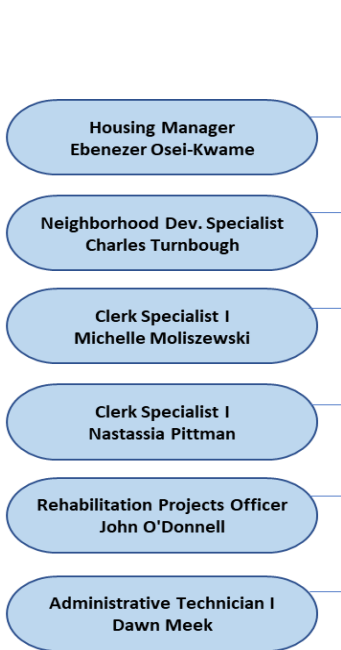 Housing Manager
Ebenezer Osei-Kwame
Neighborhood Dev. Specialist
Charles Turnbough
Clerk Specialist I
Michelle Moliszewski
Clerk Specialist I
Nastassia Pittman
Rehabilitation Projects Officer
John O'Donnell
Administrative Technician I
Dawn Meek